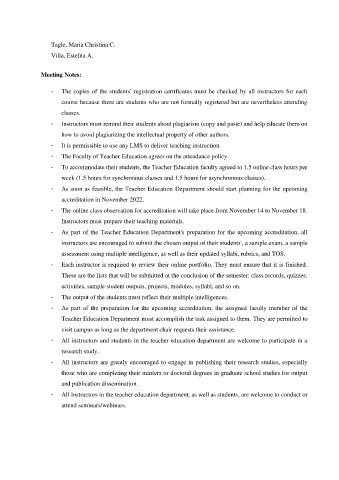 Tagle, Maria Christina C.
Villa, Estelita A.
Meeting Notes:
- The copies of the students' registration certificates must be checked by all instructors for each
course because there are students who are not formally registered but are nevertheless attending
classes.
- Instructors must remind their students about plagiarism (copy and paste) and help educate them on
how to avoid plagiarizing the intellectual property of other authors.
- It is permissible to use any LMS to deliver teaching instruction.
- The Faculty of Teacher Education agrees on the attendance policy.
- To accommodate their students, the Teacher Education faculty agreed to 1.5 online class hours per
week (1.5 hours for synchronous classes and 1.5 hours for asynchronous classes).
- As soon as feasible, the Teacher Education Department should start planning for the upcoming
accreditation in November 2022.
- The online class observation for accreditation will take place from November 14 to November 18.
Instructors must prepare their teaching materials.
- As part of the Teacher Education Department's preparation for the upcoming accreditation, all
instructors are encouraged to submit the chosen output of their students', a sample exam, a sample
assessment using multiple intelligence, as well as their updated syllabi, rubrics, and TOS.
- Each instructor is required to review their online portfolio. They must ensure that it is finished.
These are the lists that will be submitted at the conclusion of the semester: class records, quizzes,
activities, sample student outputs, projects, modules, syllabi, and so on.
- The output of the students must reflect their multiple intelligences.
- As part of the preparation for the upcoming accreditation, the assigned faculty member of the
Teacher Education Department must accomplish the task assigned to them. They are permitted to
visit campus as long as the department chair requests their assistance.
- All instructors and students in the teacher education department are welcome to participate in a
research study.
- All instructors are greatly encouraged to engage in publishing their research studies, especially
those who are completing their masters or doctoral degrees in graduate school studies for output
and publication dissemination.
- All Instructors in the teacher education department, as well as students, are welcome to conduct or
attend seminars/webinars.